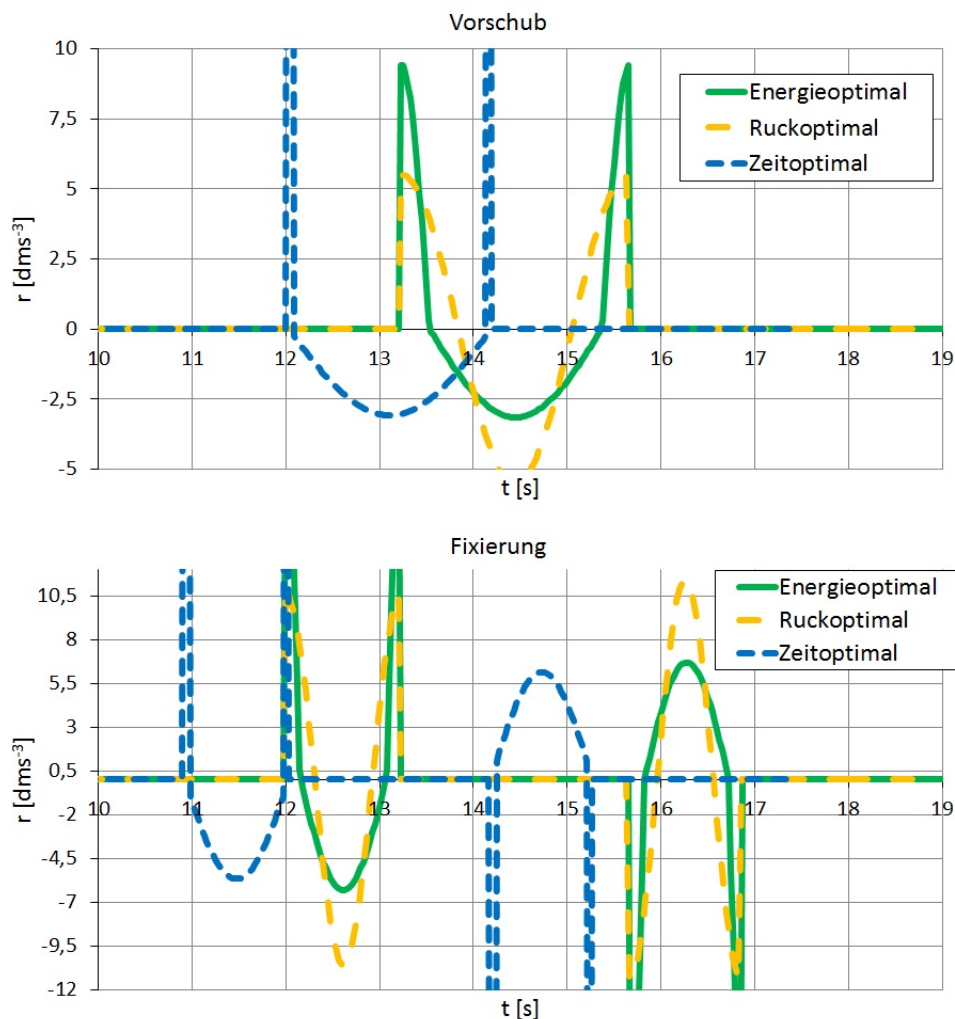 Vorschub
10
7,5
5
2,5
0
-2,5
-5
r [dms⁻³]
Energieoptimal
Ruckoptimal
Zeitoptimal
10 11 12 13 14 15 16 17 18 19
t [s]
Fixierung
10,5
8
5,5
3
0,5
-2
-4,5
-7
-9,5
-12
r [dms⁻³]
Energieoptimal
Ruckoptimal
Zeitoptimal
10 11 12 13 14 15 16 17 18 19
t [s]